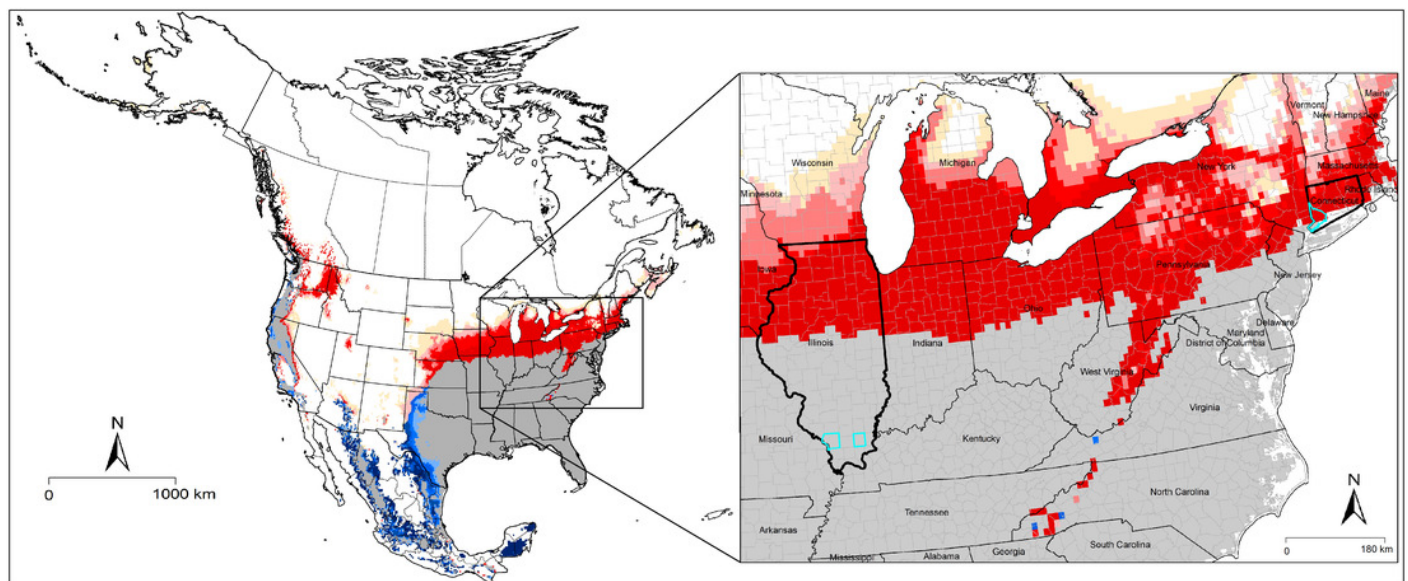 Maine
Vermont
New Hampshire
Wisconsin
Michigan
New York
Massachusetts
Minnesota
Rhode Island
Connecticut
Iowa
Pennsylvania
New Jersey
Ohio
Illinois
Indiana
Delaware
Maryland
District of Columbia
West Virginia
Virginia
N
Missouri
Kentucky
0 1000 km
North Carolina
N
Tennessee
Arkansas
South Carolina
Mississippi
Alabama
Georgia
0 180 km